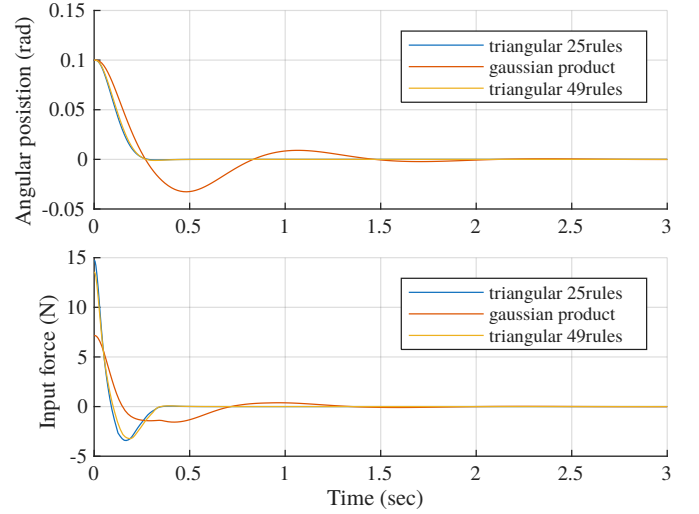 0.15
0.1
0.05
0
-0.05
Angular posistion (rad)
triangular 25rules
gaussian product
triangular 49rules
0 0.5 1 1.5 2 2.5 3
15
10
5
0
-5
Input force (N)
triangular 25rules
gaussian product
triangular 49rules
0 0.5 1 1.5 2 2.5 3
Time (sec)